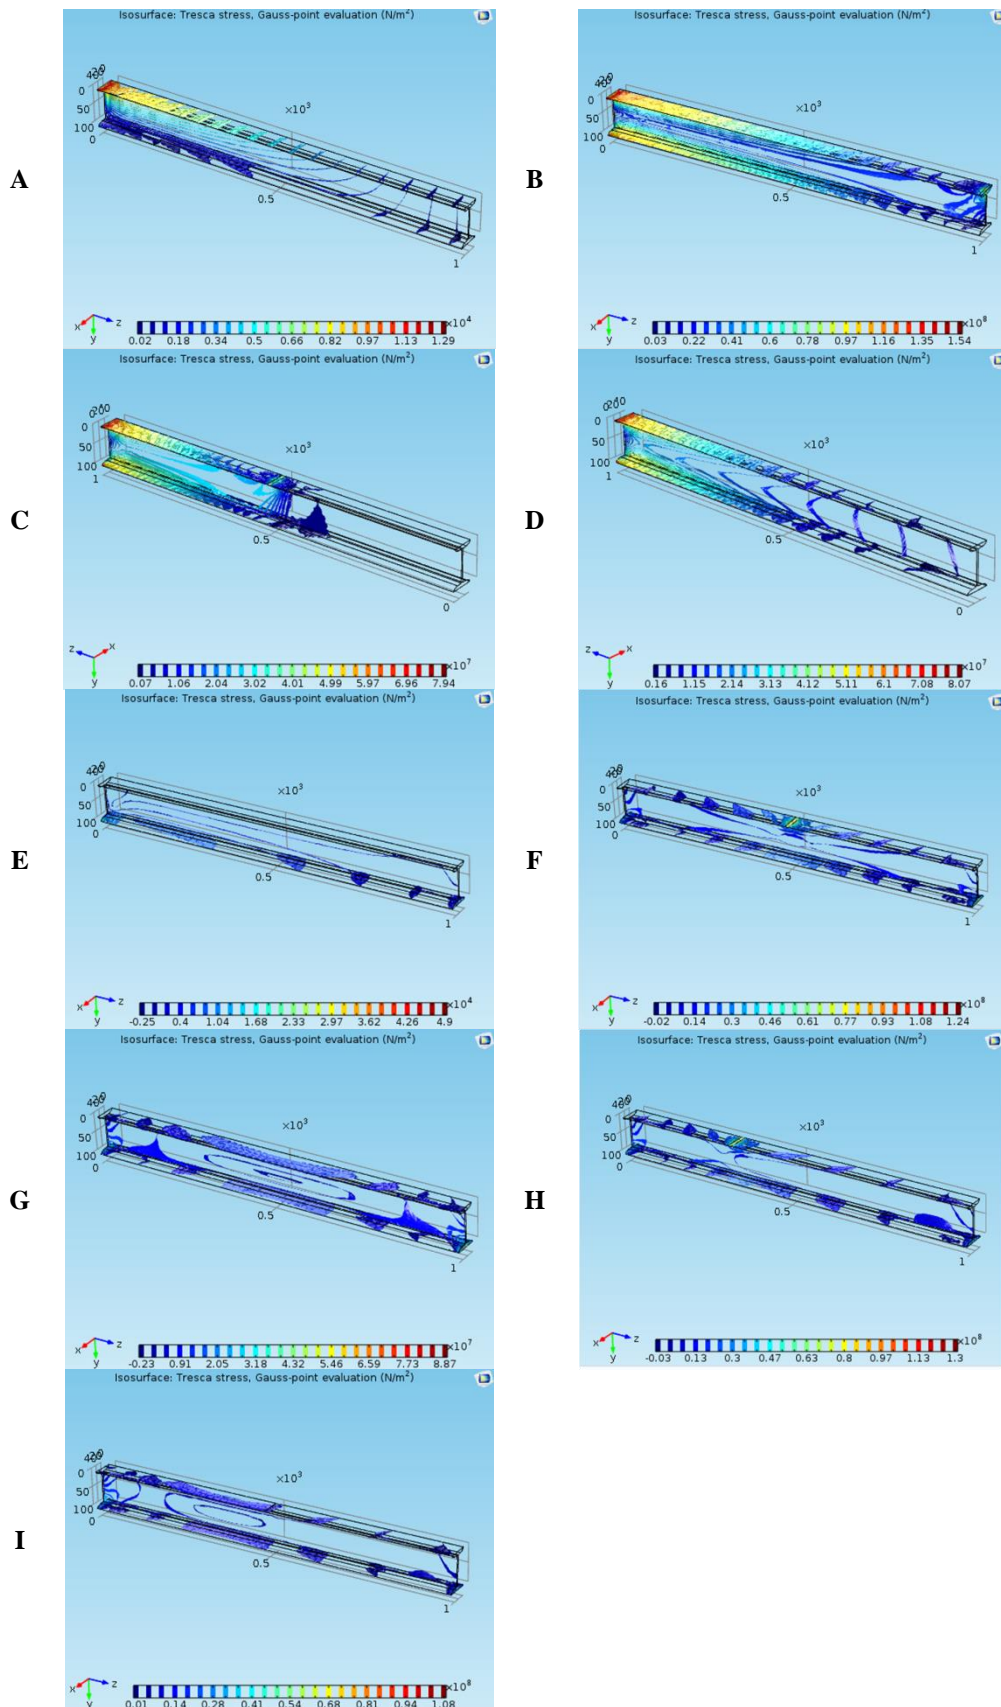 Isosurface: Tresca stress, Gauss-point evaluation (N/m²)
0
50
100
0
×10³
0.5
1
A
x
y
z
×10⁴
0.02 0.18 0.34 0.5 0.66 0.82 0.97 1.13 1.29
Isosurface: Tresca stress, Gauss-point evaluation (N/m²)
0
50
100
0
×10³
0.5
1
B
x
y
z
×10⁸
0.03 0.22 0.41 0.6 0.78 0.97 1.16 1.35 1.54
Isosurface: Tresca stress, Gauss-point evaluation (N/m²)
0
50
100
1
×10³
0.5
0
C
z
x
y
×10⁷
0.07 1.06 2.04 3.02 4.01 4.99 5.97 6.96 7.94
Isosurface: Tresca stress, Gauss-point evaluation (N/m²)
0
50
100
1
×10³
0.5
0
D
z
x
y
×10⁷
0.16 1.15 2.14 3.13 4.12 5.11 6.1 7.08 8.07
Isosurface: Tresca stress, Gauss-point evaluation (N/m²)
0
50
100
0
×10³
0.5
1
E
x
y
z
×10⁴
-0.25 0.4 1.04 1.68 2.33 2.97 3.62 4.26 4.9
Isosurface: Tresca stress, Gauss-point evaluation (N/m²)
0
50
100
0
×10³
0.5
1
F
x
y
z
×10⁸
-0.02 0.14 0.3 0.46 0.61 0.77 0.93 1.08 1.24
Isosurface: Tresca stress, Gauss-point evaluation (N/m²)
0
50
100
0
×10³
0.5
1
G
x
y
z
×10⁷
-0.23 0.91 2.05 3.18 4.32 5.46 6.59 7.73 8.87
Isosurface: Tresca stress, Gauss-point evaluation (N/m²)
0
50
100
0
×10³
0.5
1
H
x
y
z
×10⁸
-0.03 0.13 0.3 0.47 0.63 0.8 0.97 1.13 1.3
Isosurface: Tresca stress, Gauss-point evaluation (N/m²)
0
50
100
0
×10³
0.5
1
I
x
y
z
×10⁸
0.01 0.14 0.28 0.41 0.54 0.68 0.81 0.94 1.08